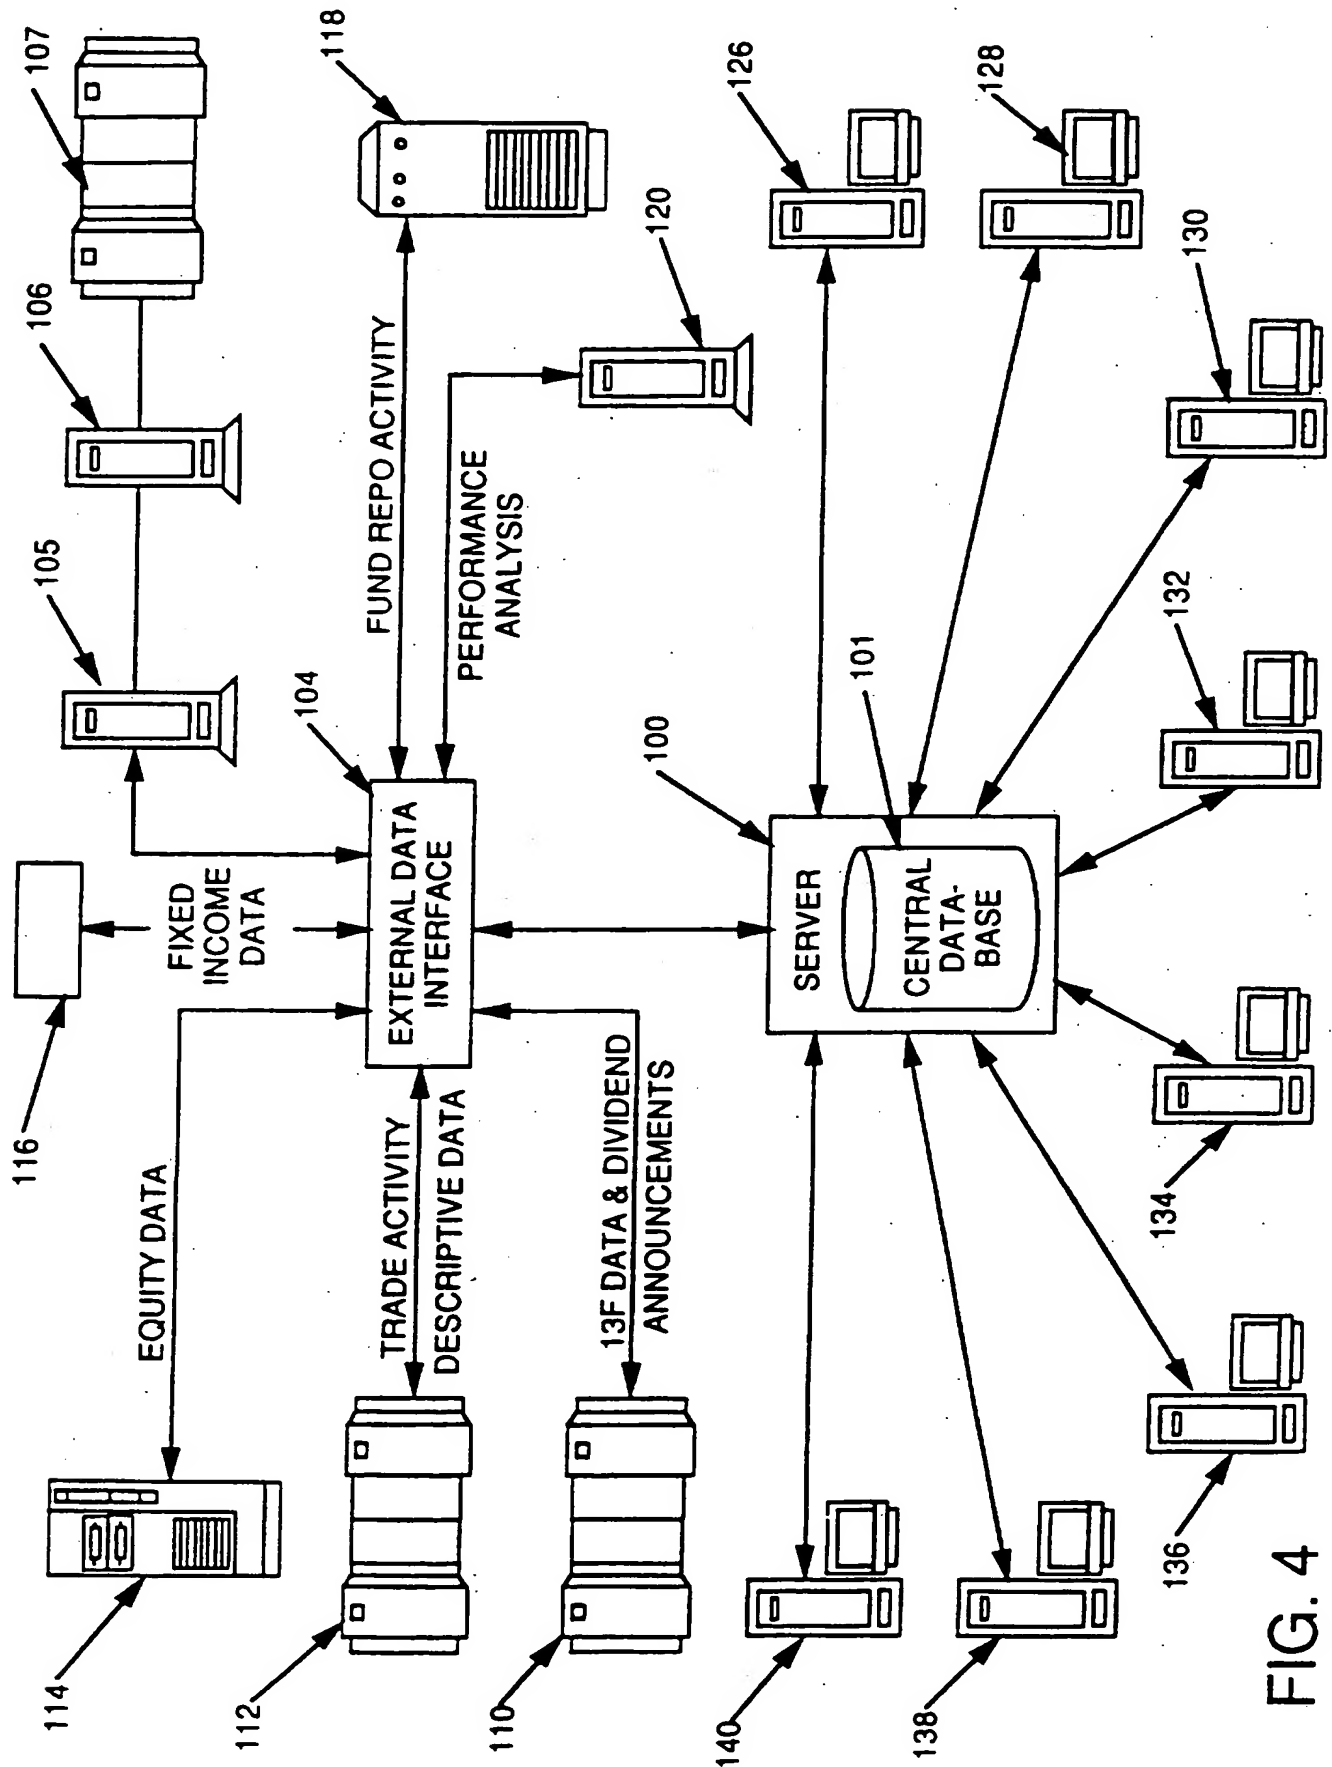 114
EQUITY DATA
116
FIXED
INCOME
DATA
105
106
107
112
TRADE ACTIVITY
DESCRIPTIVE DATA
104
EXTERNAL DATA
INTERFACE
FUND REPO ACTIVITY
118
110
13F DATA & DIVIDEND
ANNOUNCEMENTS
PERFORMANCE
ANALYSIS
120
100
SERVER
101
CENTRAL
DATA-
BASE
140
126
138
128
136
134
132
130
FIG. 4